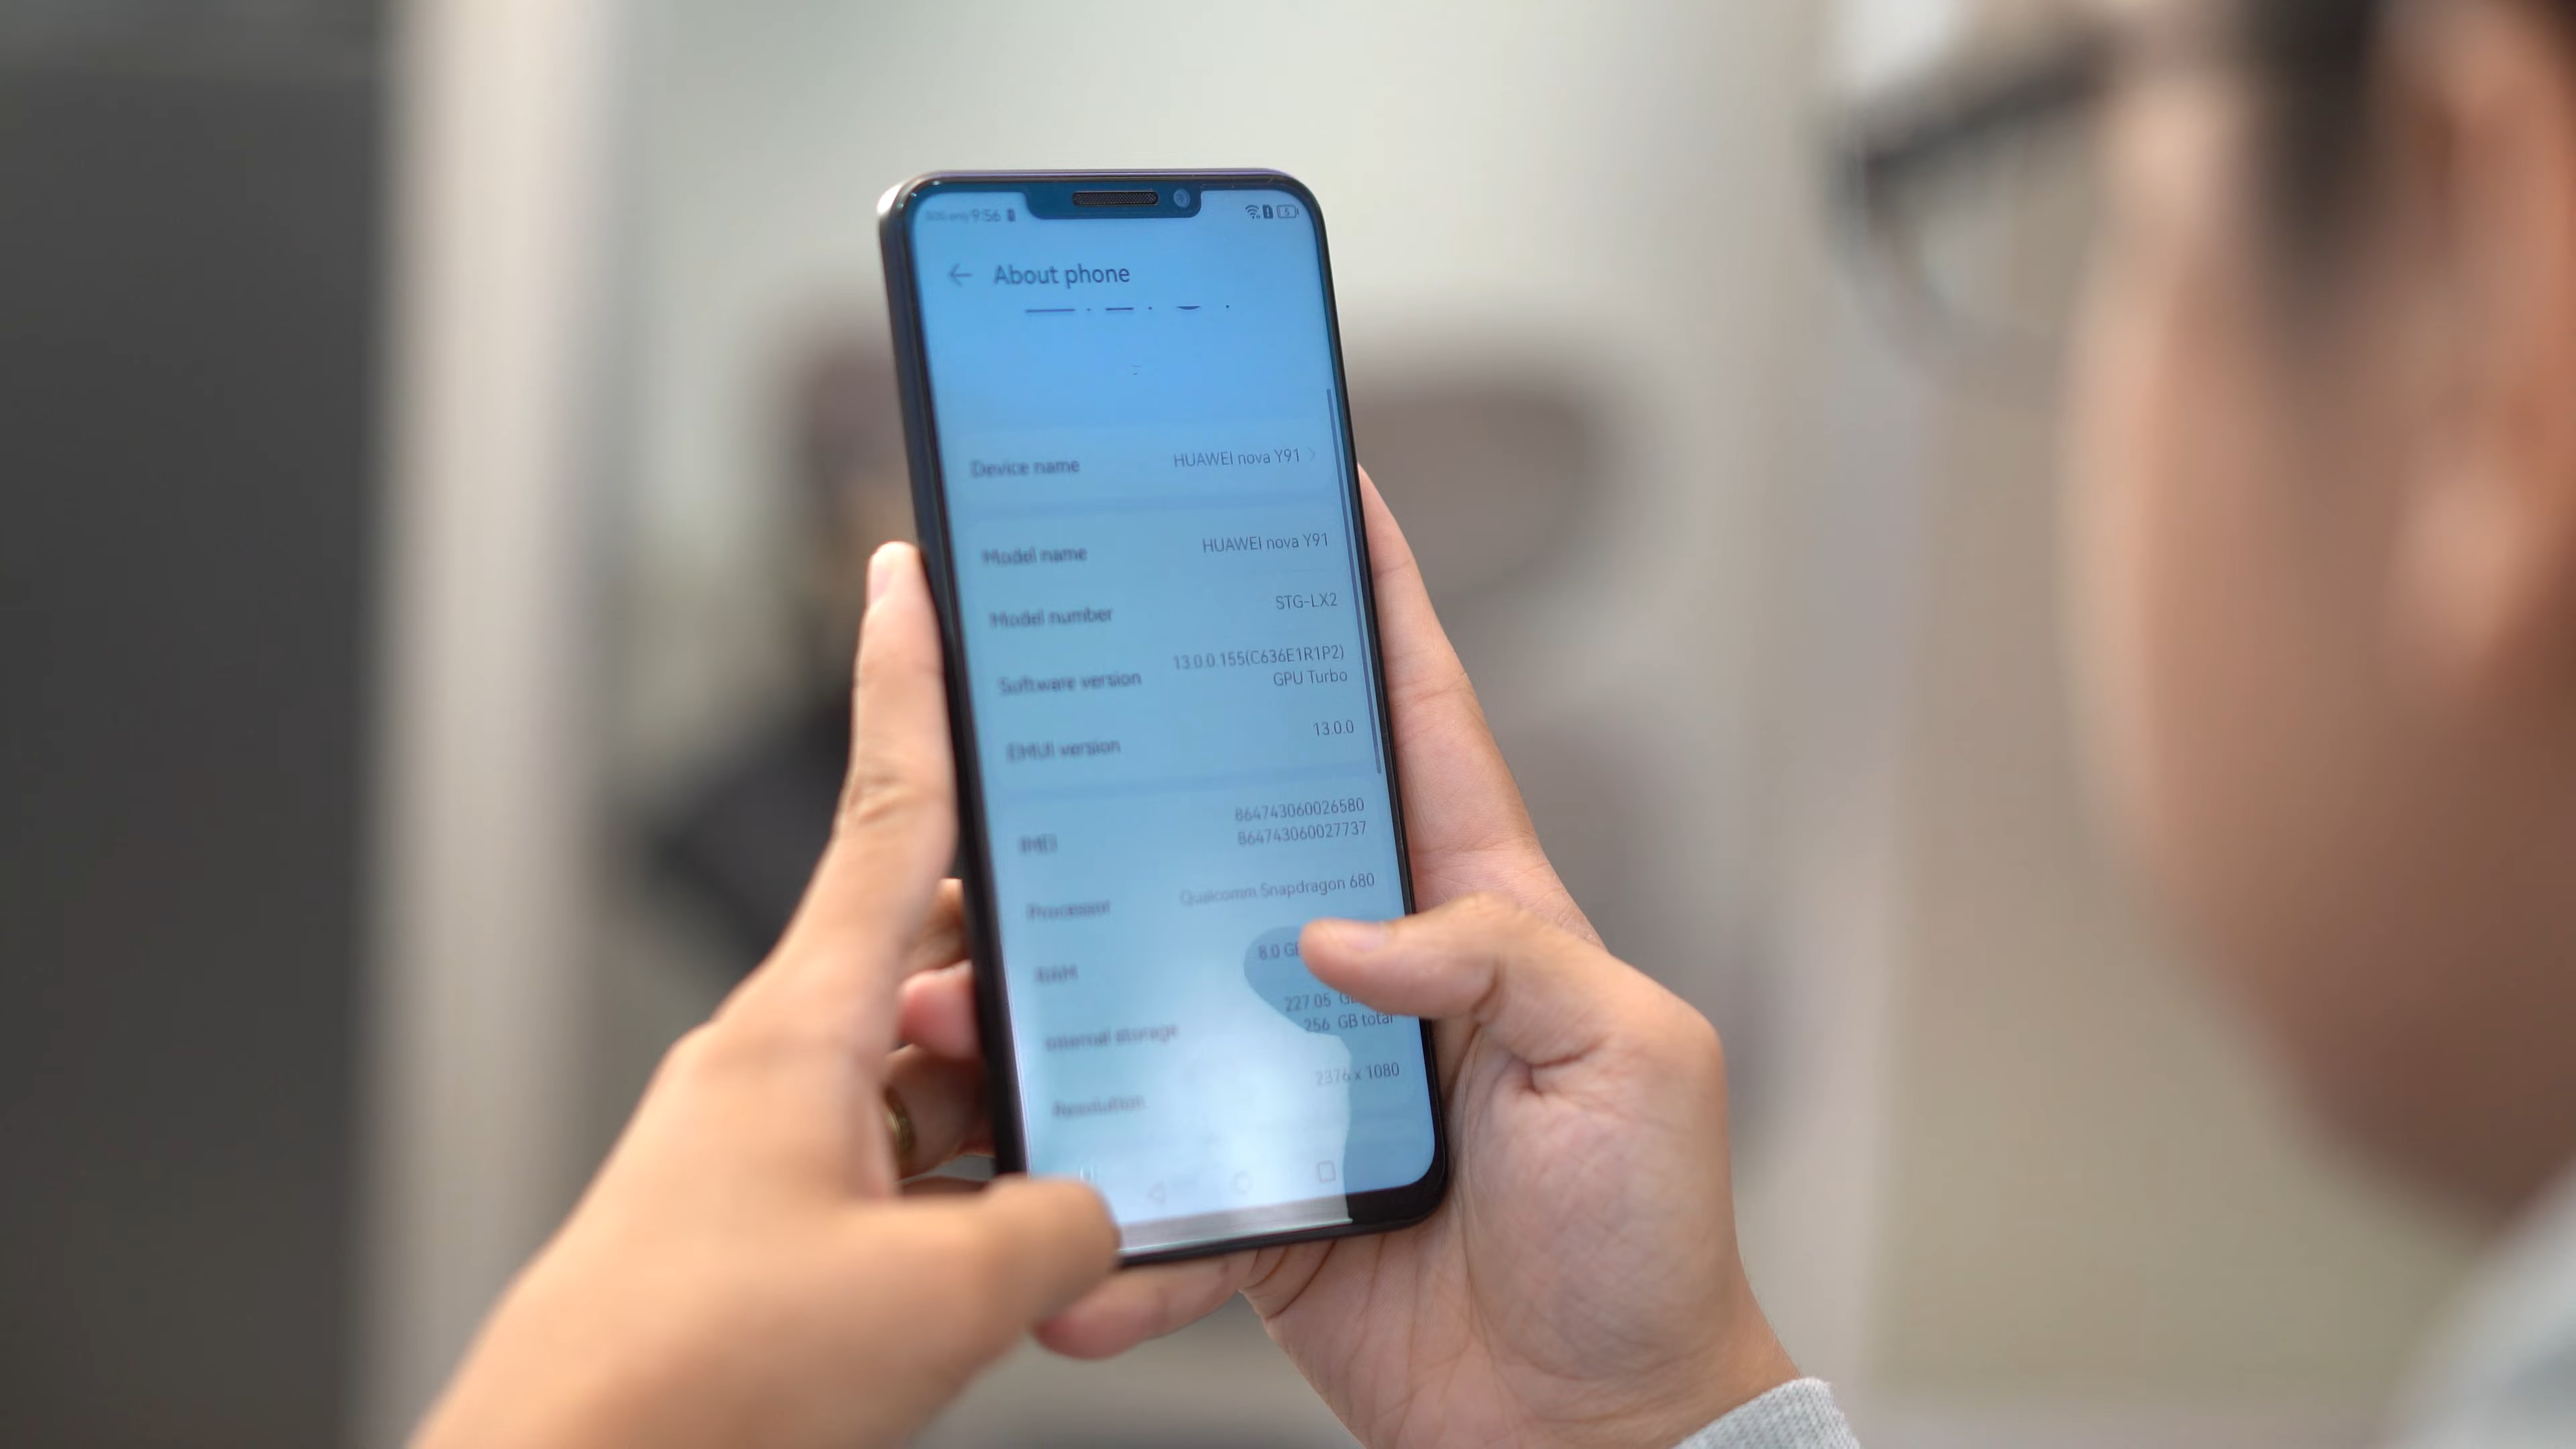 9:56
About phone
Device name HUAWEI nova Y91
Model name HUAWEI nova Y91
Model number STG-LX2
Software version 13.0.0.155(C636E1R1P2)
GPU Turbo
EMUI version 13.0.0
IMEI 864743060026580
864743060027737
Processor Qualcomm Snapdragon 680
RAM 8.0
Internal storage 227.05
256 GB total
Resolution 2376 x 1080